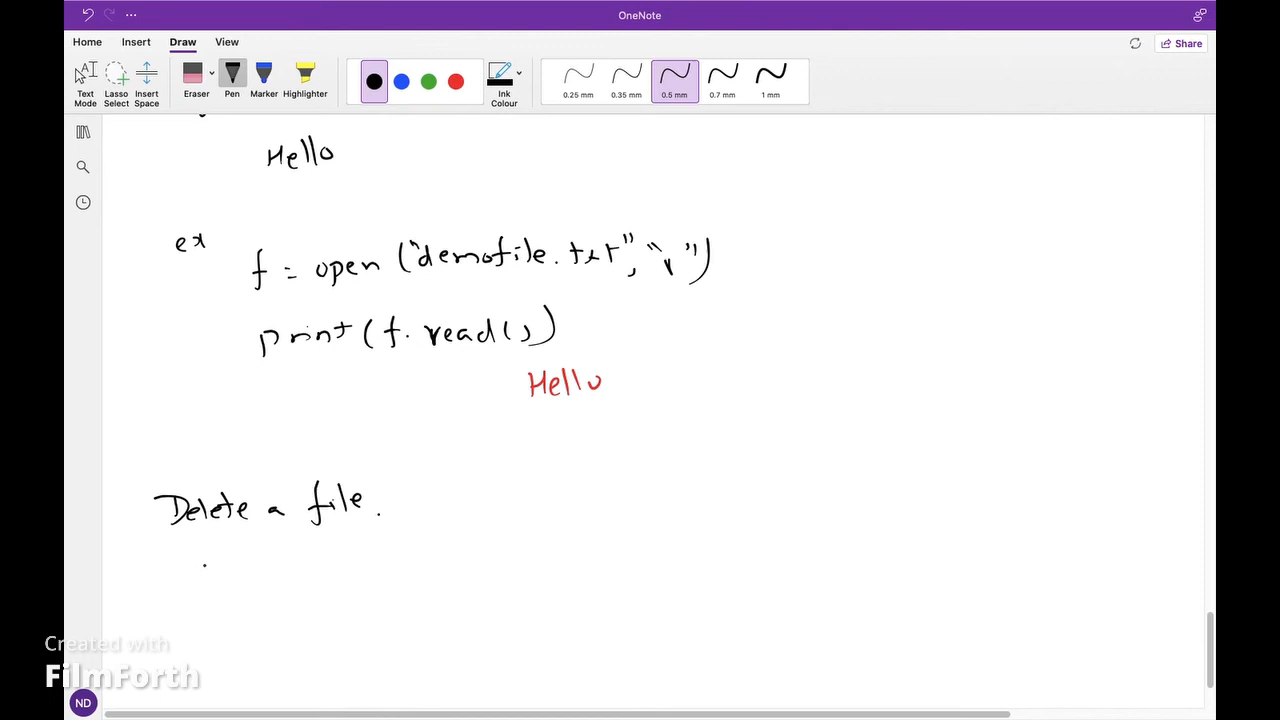 OneNote
Home Insert Draw View
Share
Text Mode
Lasso Select
Insert Space
Eraser
Pen
Marker
Highlighter
Ink Colour
0.25 mm
0.35 mm
0.5 mm
0.7 mm
1 mm
Hello
ex f = open ("demofile.txt", "r")
print(f. read())
Hello
Delete a file.
Created with
FilmForth
ND